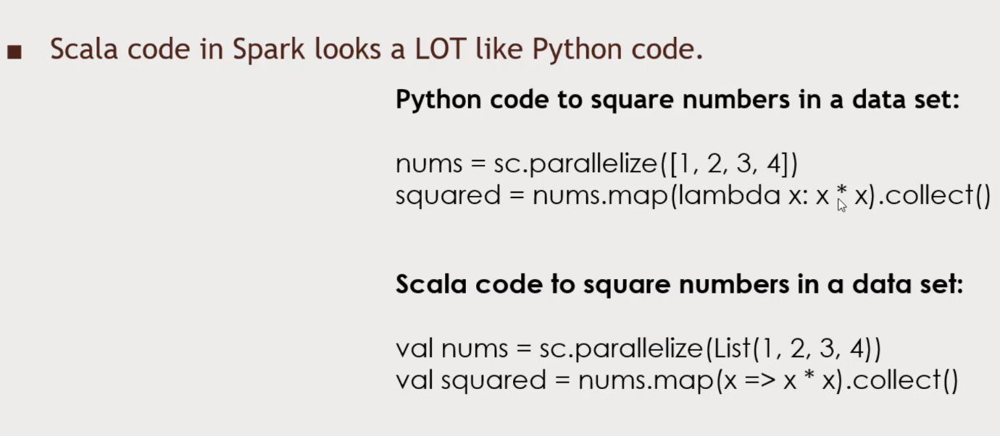 ▪ Scala code in Spark looks a LOT like Python code.
Python code to square numbers in a data set:
nums = sc.parallelize([1, 2, 3, 4])
squared = nums.map(lambda x: x * x).collect()
Scala code to square numbers in a data set:
val nums = sc.parallelize(List(1, 2, 3, 4))
val squared = nums.map(x => x * x).collect()